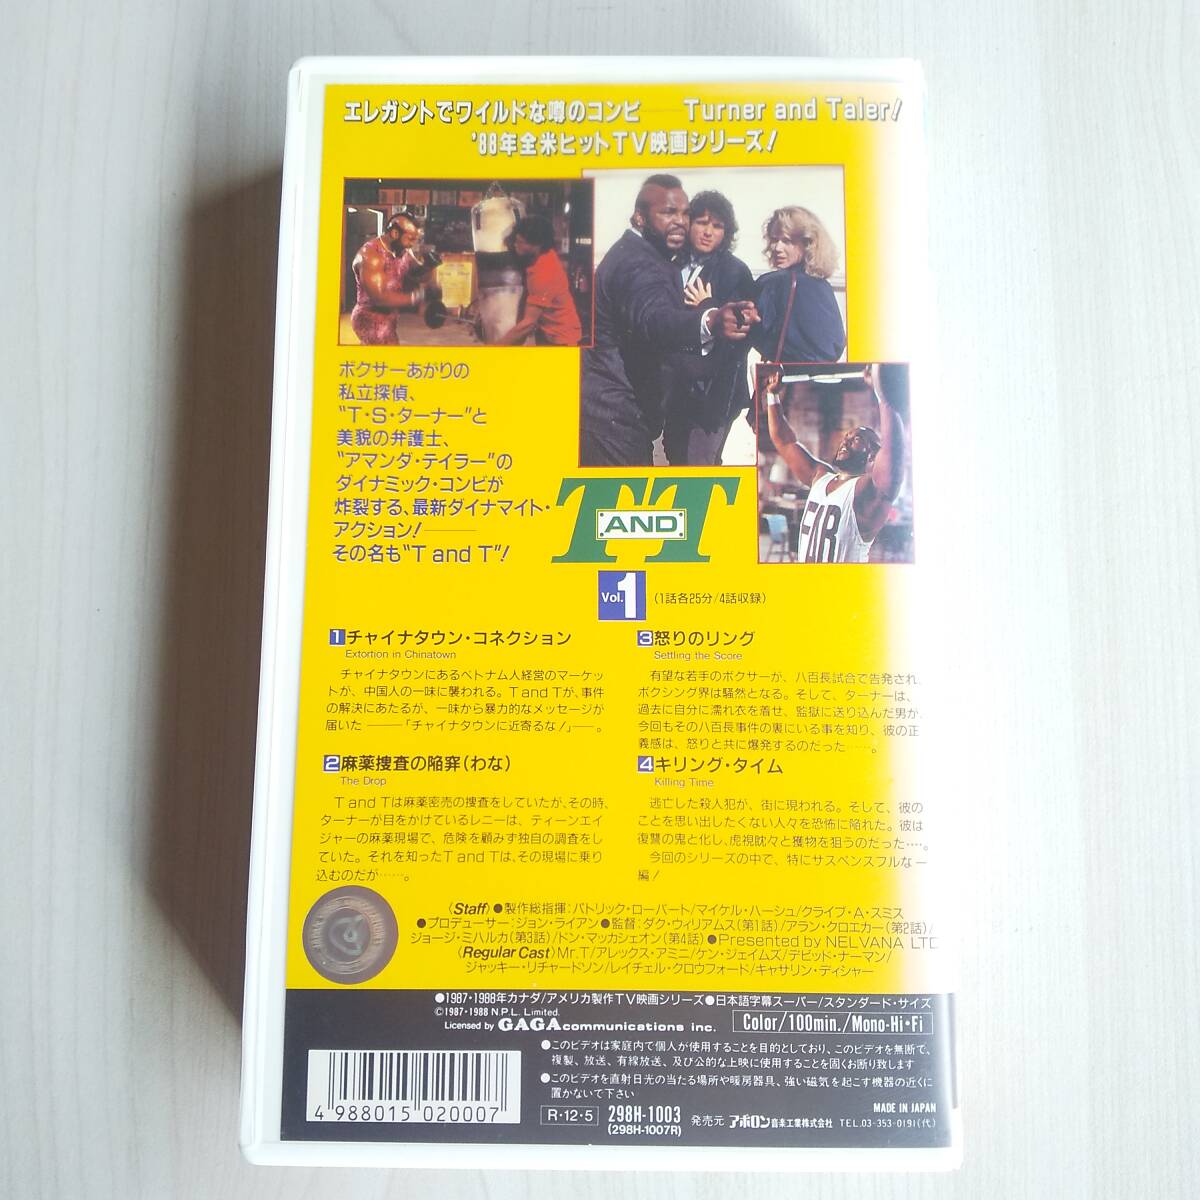 エレガントでワイルドな噂のコンビ Turner and Taler!
'88年全米ヒットTV映画シリーズ!
ボクサーあがりの
私立探偵、
"T・S・ターナー"と
美貌の弁護士、
"アマンダ・テイラー"の
ダイナミック・コンビが
炸裂する、最新ダイナマイト・
アクション!――
その名も"T and T"!
T AND T
Vol.1 (1話各25分/4話収録)
1 チャイナタウン・コネクション
Extortion in Chinatown
チャイナタウンにあるベトナム人経営のマーケッ
トが、中国人の一味に襲われる。T and Tが、事件
の解決にあたるが、一味から暴力的なメッセージが
届いた ――「チャイナタウンに近寄るな!」―。
2 麻薬捜査の陥穽(わな)
The Drop
T and Tは麻薬密売の捜査をしていたが、その時、
ターナーが目をかけているレニーは、ティーンエイ
ジャーの麻薬現場で、危険を顧みず独自の調査をし
ていた。それを知ったT and Tは、その現場に乗り
込むのだが……。
3 怒りのリング
Settling the Score
有望な若手のボクサーが、八百長試合で告発され、
ボクシング界は騒然となる。そして、ターナーは、
過去に自分に濡れ衣を着せ、監獄に送り込んだ男が、
今回もその八百長事件の裏にいる事を知り、彼の正
義感は、怒りと共に爆発するのだった……。
4 キリング・タイム
Killing Time
逃亡した殺人犯が、街に現われる。そして、彼の
ことを思い出したくない人々を恐怖に陥れた。彼は
復讐の鬼と化し、虎視眈々と獲物を狙うのだった……。
今回のシリーズの中で、特にサスペンスフルな一
編!
〈Staff〉●製作総指揮:パトリック・ローバート/マイケル・ハーシュ/クライブ・A・スミス
●プロデューサー:ジョン・ライアン●監督:ダク・ウィリアムス(第1話)/アラン・クロエカー(第2話)/
ジョージ・ミハルカ(第3話)/ドン・マッカシェオン(第4話)●Presented by NELVANA LTD
〈Regular Cast〉Mr.T/アレックス・アミニ/ケン・ジェイムズ/デビッド・ナーマン/
ジャッキー・リチャードソン/レイチェル・クロウフォード/キャサリン・ディシャー
●1987・1988年カナダ/アメリカ製作TV映画シリーズ●日本語字幕スーパー/スタンダード・サイズ
©1987・1988 N.P.L. Limited.
Licensed by GAGA communications inc. Color/100min./Mono-Hi・Fi
●このビデオは家庭内で個人が使用することを目的としており、このビデオを無断で、
複製、放送、有線放送、及び公的な上映に使用することを固くお断り致します
●このビデオを直射日光の当たる場所や暖房器具、強い磁気を起こす機器の近くに
置かないで下さい
MADE IN JAPAN
4 988015 020007
R・12・5 298H-1003 発売元 アポロン音楽工業株式会社 TEL.03-353-0191(代)
(298H-1007R)